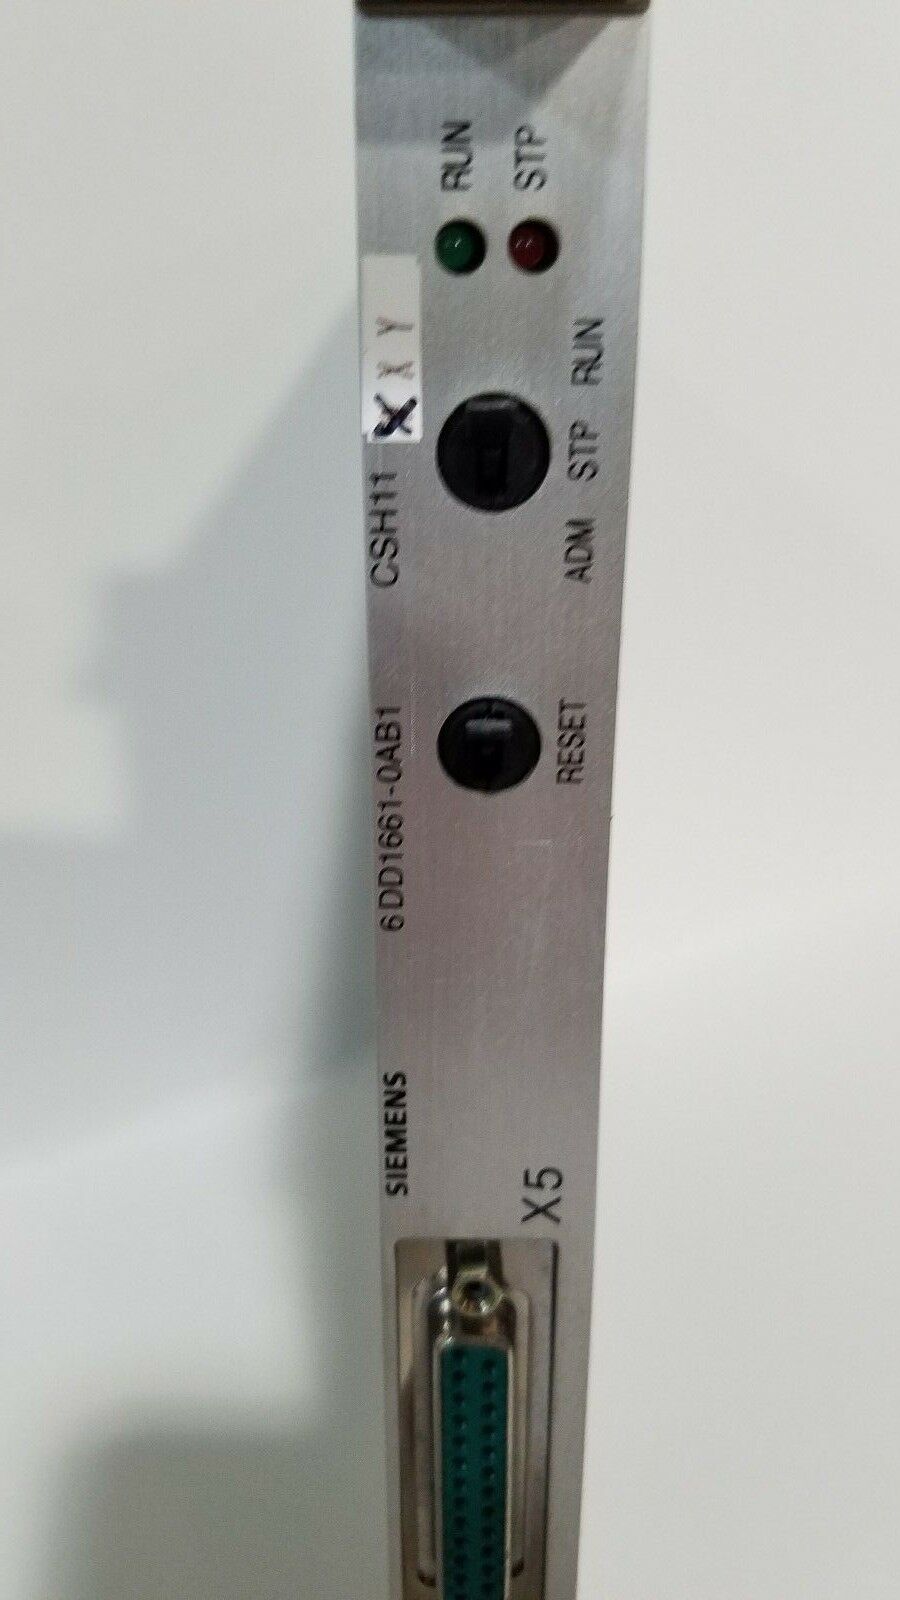 RUN
STP
X Y
CSH11
ADM STP RUN
6DD1661-0AB1
RESET
SIEMENS
X5